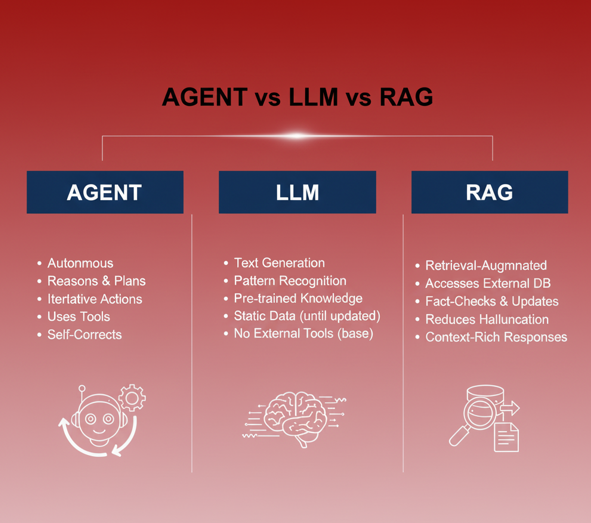 AGENT vs LLM vs RAG
AGENT
• Autonmous
• Reasons & Plans
• Iterlative Actions
• Uses Tools
• Self-Corrects
LLM
• Text Generation
• Pattern Recognition
• Pre-trained Knowledge
• Static Data (until updated)
• No External Tools (base)
RAG
• Retrieval-Augmnated
• Accesses External DB
• Fact-Checks & Updates
• Reduces Halluncation
• Context-Rich Responses